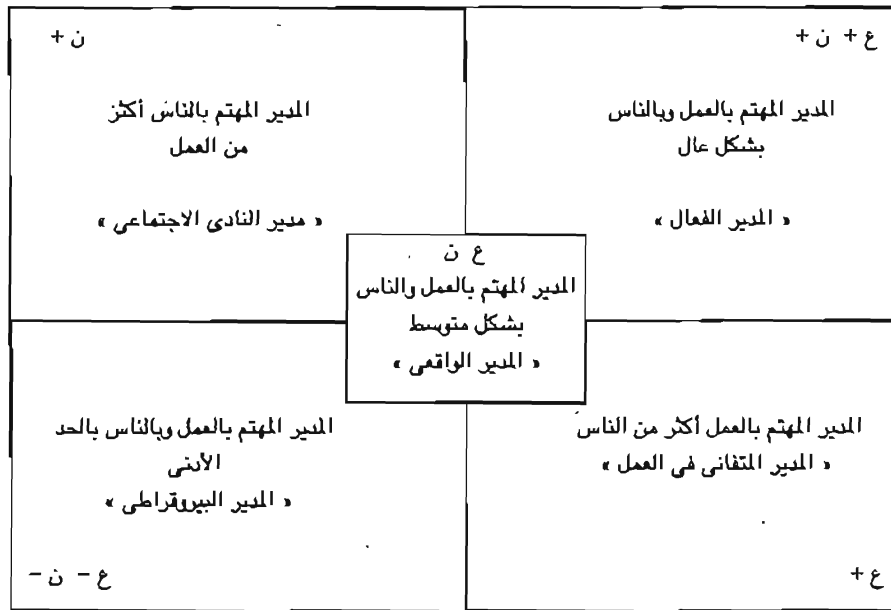 ع + ن +
المدير المهتم بالعمل وبالناس
بشكل عال
« المدير الفعال »
ن +
المدير المهتم بالناس أكثر
من العمل
« مدير النادى الاجتماعى »
ع ن
المدير المهتم بالعمل والناس
بشكل متوسط
« المدير الواقعى »
المدير المهتم بالعمل أكثر من الناس
« المدير المتفانى فى العمل »
ع +
المدير المهتم بالعمل وبالناس بالحد
الأدنى
« المدير البيروقراطى »
ع - ن -